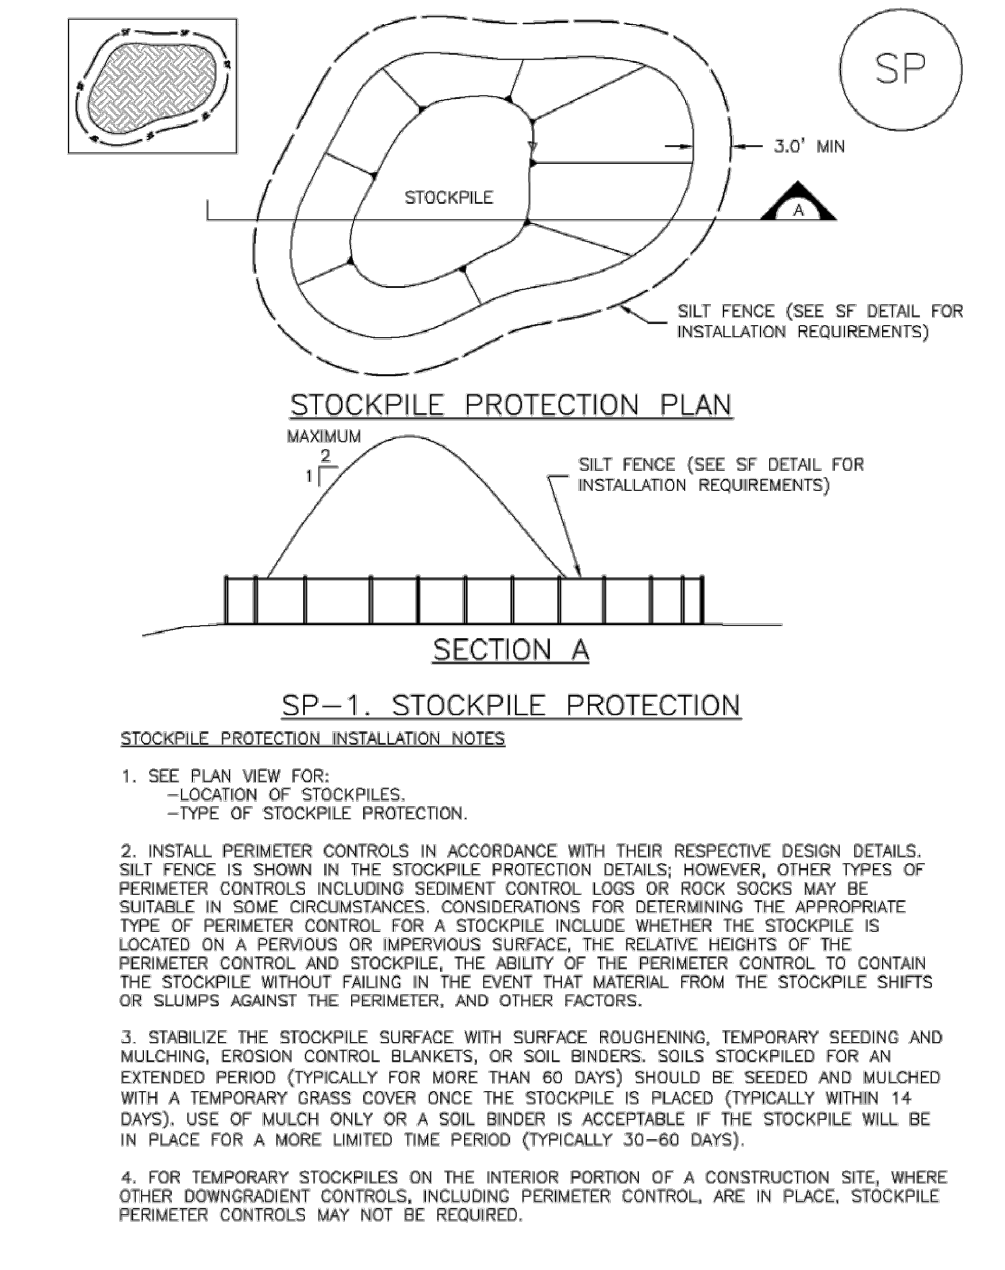 SF
SF
SF
SF
SF
SF
SF
SF
SP
3.0' MIN
STOCKPILE
A
SILT FENCE (SEE SF DETAIL FOR
INSTALLATION REQUIREMENTS)
STOCKPILE PROTECTION PLAN
MAXIMUM
2
1
SILT FENCE (SEE SF DETAIL FOR
INSTALLATION REQUIREMENTS)
SECTION A
SP-1. STOCKPILE PROTECTION
STOCKPILE PROTECTION INSTALLATION NOTES
1. SEE PLAN VIEW FOR:
-LOCATION OF STOCKPILES.
-TYPE OF STOCKPILE PROTECTION.
2. INSTALL PERIMETER CONTROLS IN ACCORDANCE WITH THEIR RESPECTIVE DESIGN DETAILS.
SILT FENCE IS SHOWN IN THE STOCKPILE PROTECTION DETAILS; HOWEVER, OTHER TYPES OF
PERIMETER CONTROLS INCLUDING SEDIMENT CONTROL LOGS OR ROCK SOCKS MAY BE
SUITABLE IN SOME CIRCUMSTANCES. CONSIDERATIONS FOR DETERMINING THE APPROPRIATE
TYPE OF PERIMETER CONTROL FOR A STOCKPILE INCLUDE WHETHER THE STOCKPILE IS
LOCATED ON A PERVIOUS OR IMPERVIOUS SURFACE, THE RELATIVE HEIGHTS OF THE
PERIMETER CONTROL AND STOCKPILE, THE ABILITY OF THE PERIMETER CONTROL TO CONTAIN
THE STOCKPILE WITHOUT FAILING IN THE EVENT THAT MATERIAL FROM THE STOCKPILE SHIFTS
OR SLUMPS AGAINST THE PERIMETER, AND OTHER FACTORS.
3. STABILIZE THE STOCKPILE SURFACE WITH SURFACE ROUGHENING, TEMPORARY SEEDING AND
MULCHING, EROSION CONTROL BLANKETS, OR SOIL BINDERS. SOILS STOCKPILED FOR AN
EXTENDED PERIOD (TYPICALLY FOR MORE THAN 60 DAYS) SHOULD BE SEEDED AND MULCHED
WITH A TEMPORARY GRASS COVER ONCE THE STOCKPILE IS PLACED (TYPICALLY WITHIN 14
DAYS). USE OF MULCH ONLY OR A SOIL BINDER IS ACCEPTABLE IF THE STOCKPILE WILL BE
IN PLACE FOR A MORE LIMITED TIME PERIOD (TYPICALLY 30-60 DAYS).
4. FOR TEMPORARY STOCKPILES ON THE INTERIOR PORTION OF A CONSTRUCTION SITE, WHERE
OTHER DOWNGRADIENT CONTROLS, INCLUDING PERIMETER CONTROL, ARE IN PLACE, STOCKPILE
PERIMETER CONTROLS MAY NOT BE REQUIRED.